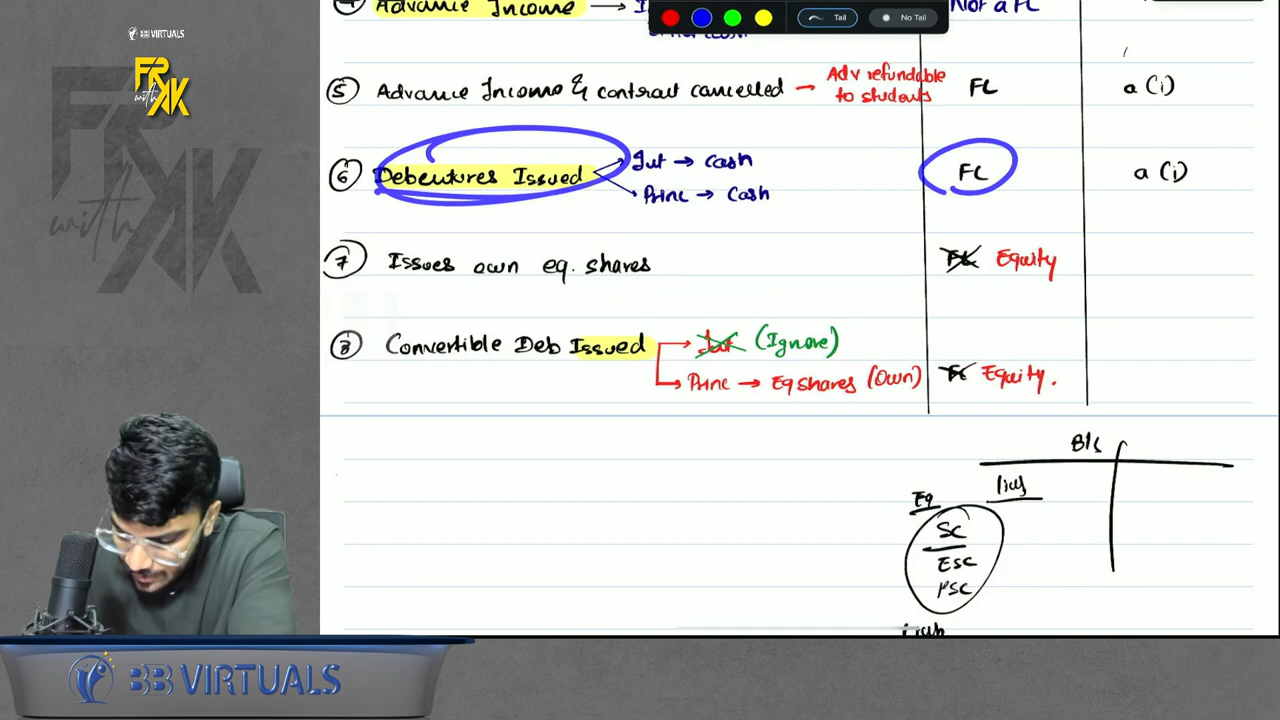 ④ Advance Income →
Not a FL
Tail
No Tail
BB VIRTUALS
FR
with AK
⑤ Advance Income & contract cancelled → Adv refundable to students FL a (i)
⑥ Debentures Issued Int → Cash FL a (i)
Princ → Cash
⑦ Issues own eq. shares FL Equity
⑧ Convertible Deb Issued → Int (Ignore)
→ Princ → Eq shares (Own) FL Equity.
B/S
Eq
SC
ESC
PSC
BB VIRTUALS